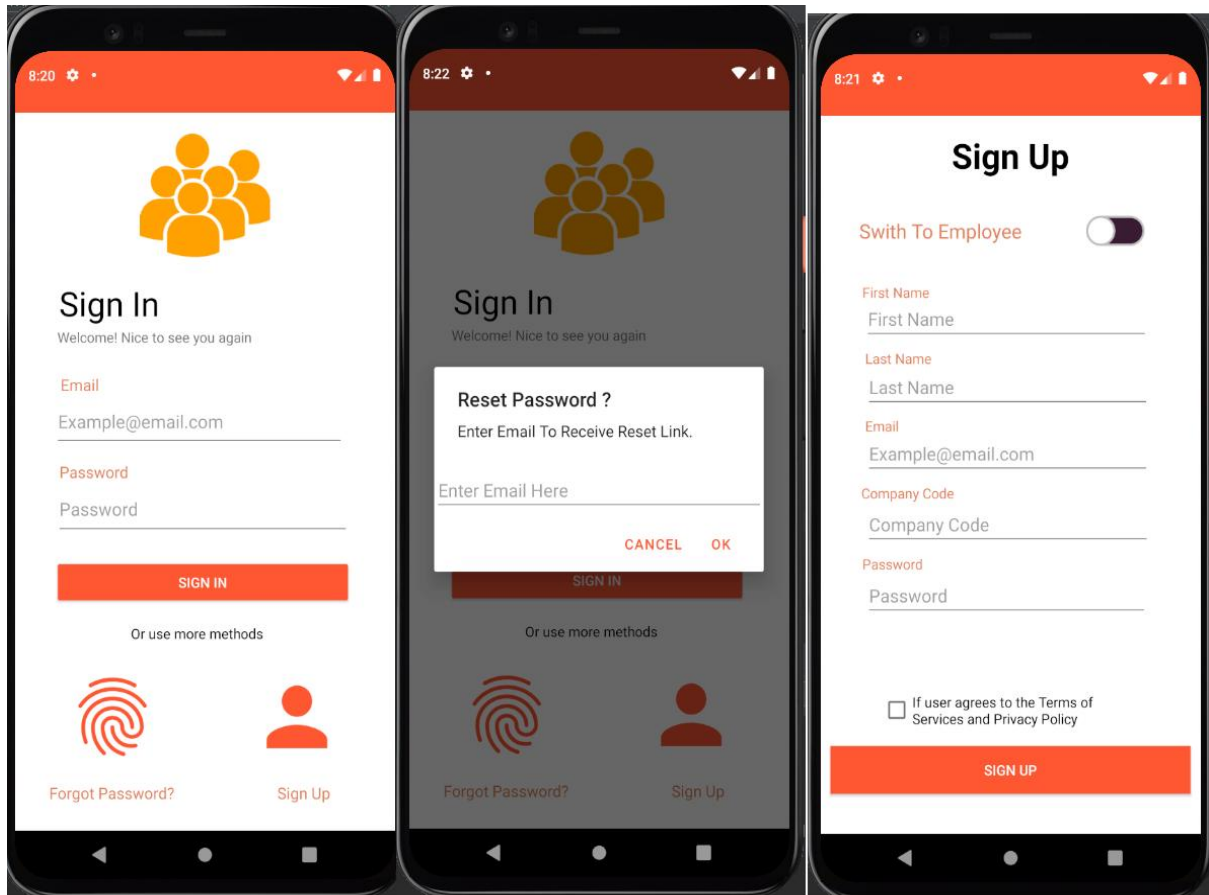 8:20
Sign In
Welcome! Nice to see you again
Email
Example@email.com
Password
Password
SIGN IN
Or use more methods
Forgot Password?
Sign Up
8:22
Sign In
Welcome! Nice to see you again
Reset Password ?
Enter Email To Receive Reset Link.
Enter Email Here
CANCEL OK
SIGN IN
Or use more methods
Forgot Password?
Sign Up
8:21
Sign Up
Swith To Employee
First Name
First Name
Last Name
Last Name
Email
Example@email.com
Company Code
Company Code
Password
Password
If user agrees to the Terms of
Services and Privacy Policy
SIGN UP